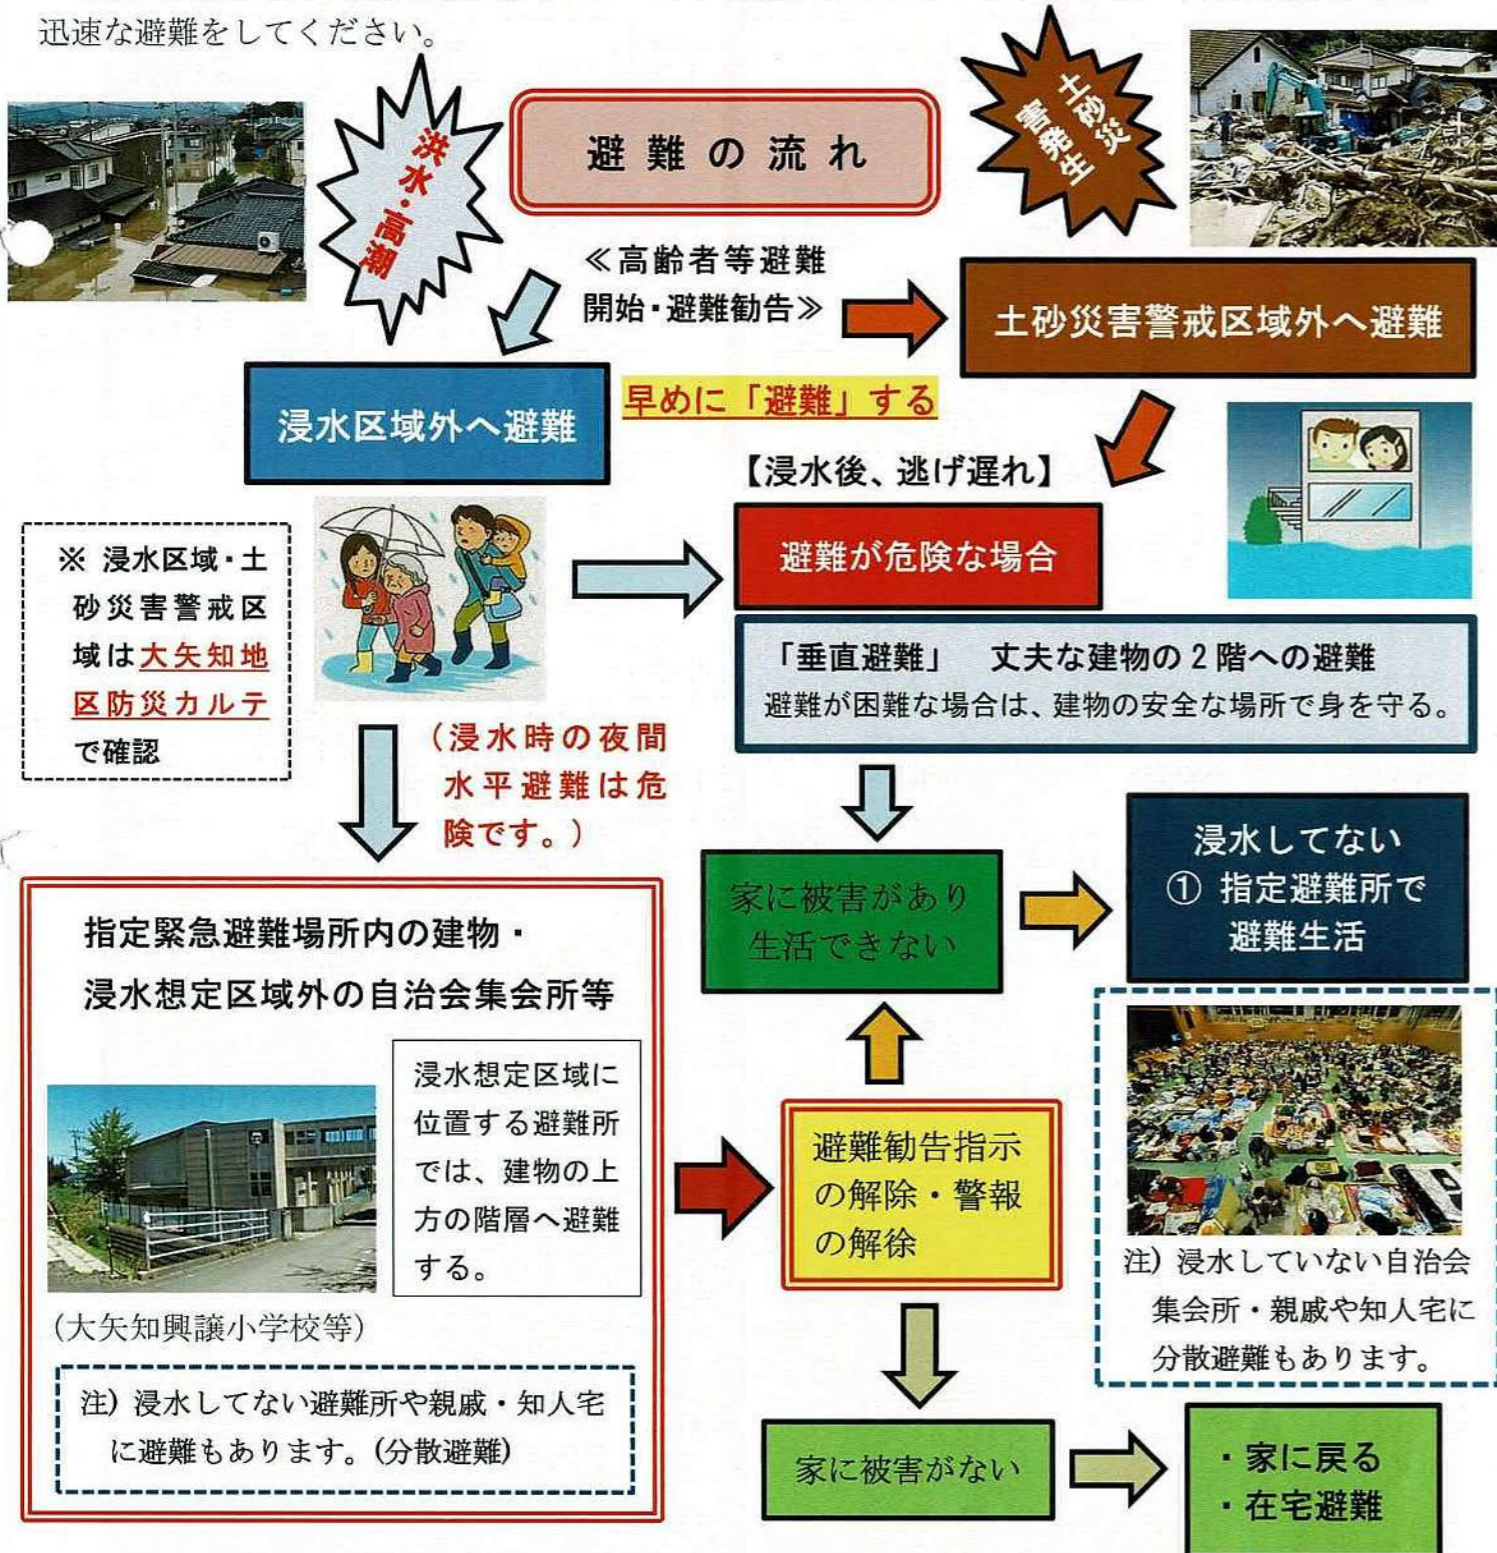 迅速な避難をしてください。
洪水・高潮
避難の流れ
土砂災
害発生
≪高齢者等避難
開始・避難勧告≫
土砂災害警戒区域外へ避難
浸水区域外へ避難
早めに「避難」する
【浸水後、逃げ遅れ】
避難が危険な場合
※ 浸水区域・土
砂災害警戒区
域は大矢知地
区防災カルテ
で確認
「垂直避難」 丈夫な建物の2階への避難
避難が困難な場合は、建物の安全な場所で身を守る。
(浸水時の夜間
水平避難は危
険です。)
家に被害があり
生活できない
浸水してない
① 指定避難所で
避難生活
指定緊急避難場所内の建物・
浸水想定区域外の自治会集会所等
浸水想定区域に
位置する避難所
では、建物の上
方の階層へ避難
する。
(大矢知興譲小学校等)
注) 浸水してない避難所や親戚・知人宅
に避難もあります。(分散避難)
避難勧告指示
の解除・警報
の解徐
注) 浸水していない自治会
集会所・親戚や知人宅に
分散避難もあります。
家に被害がない
・家に戻る
・在宅避難